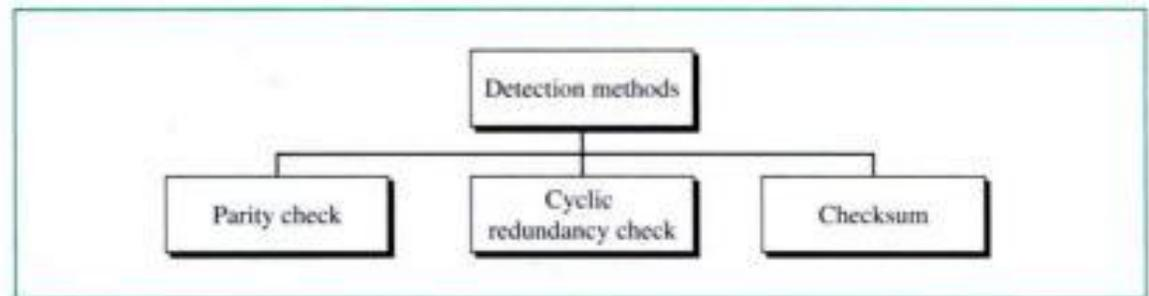 Detection methods
Parity check
Cyclic
redundancy check
Checksum